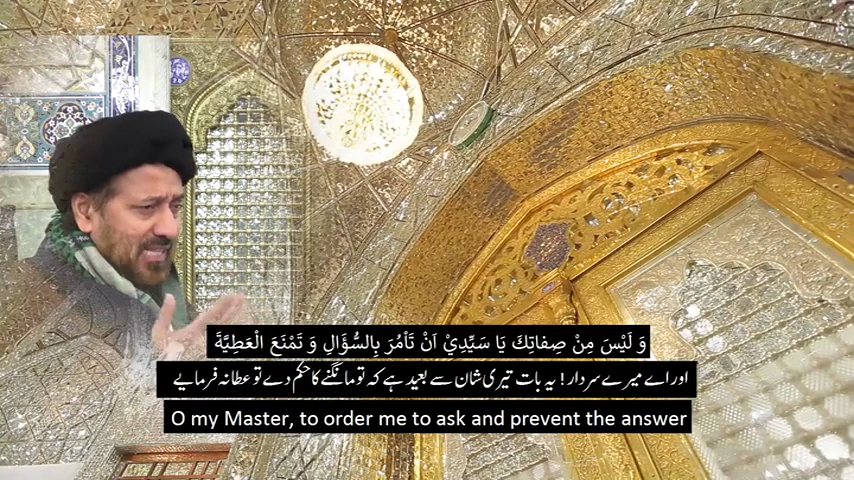 وَ لَيْسَ مِنْ صِفاتِكَ يَا سَيِّدِيْ اَنْ تَاْمُرَ بِالسُّؤَالِ وَ تَمْنَعَ الْعَطِيَّةَ
اور اے میرے سردار! یہ بات تیری شان سے بعید ہے کہ تو مانگنے کا حکم دے تو عطا نہ فرمایے
O my Master, to order me to ask and prevent the answer